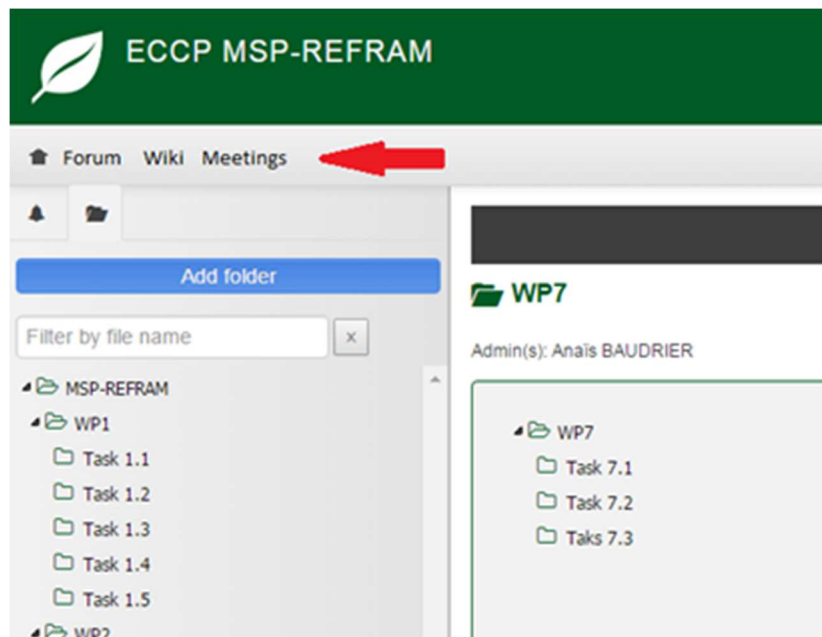 ECCP MSP-REFRAM
Forum Wiki Meetings
Add folder
Filter by file name
x
MSP-REFRAM
WP1
Task 1.1
Task 1.2
Task 1.3
Task 1.4
Task 1.5
WP2
WP7
Admin(s): Anaïs BAUDRIER
WP7
Task 7.1
Task 7.2
Taks 7.3